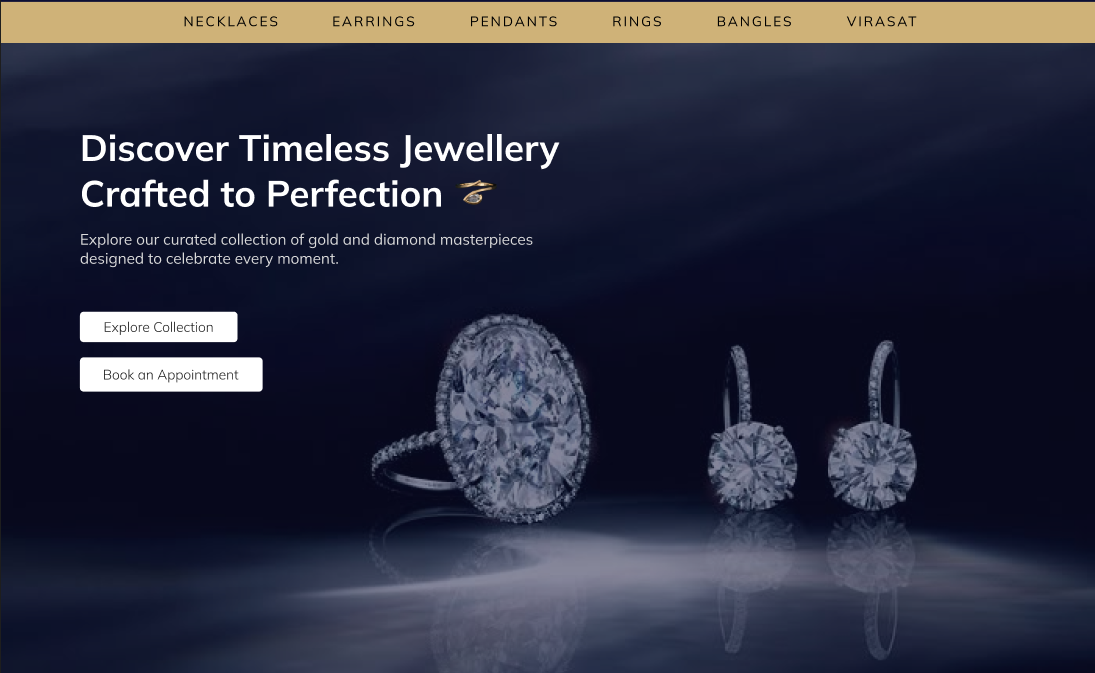 NECKLACES EARRINGS PENDANTS RINGS BANGLES VIRASAT
Discover Timeless Jewellery
Crafted to Perfection
Explore our curated collection of gold and diamond masterpieces
designed to celebrate every moment.
Explore Collection
Book an Appointment